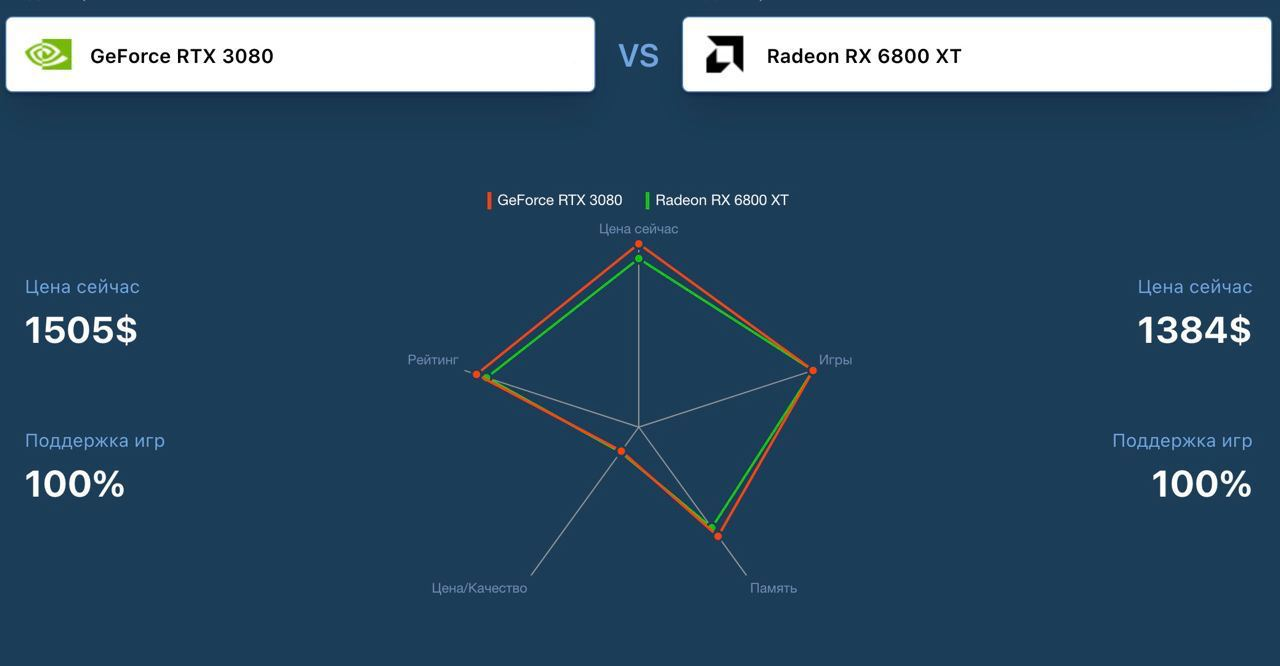 GeForce RTX 3080
VS
Radeon RX 6800 XT
GeForce RTX 3080
Radeon RX 6800 XT
Цена сейчас
Цена сейчас
1505$
Цена сейчас
1384$
Рейтинг
Игры
Поддержка игр
100%
Поддержка игр
100%
Цена/Качество
Память